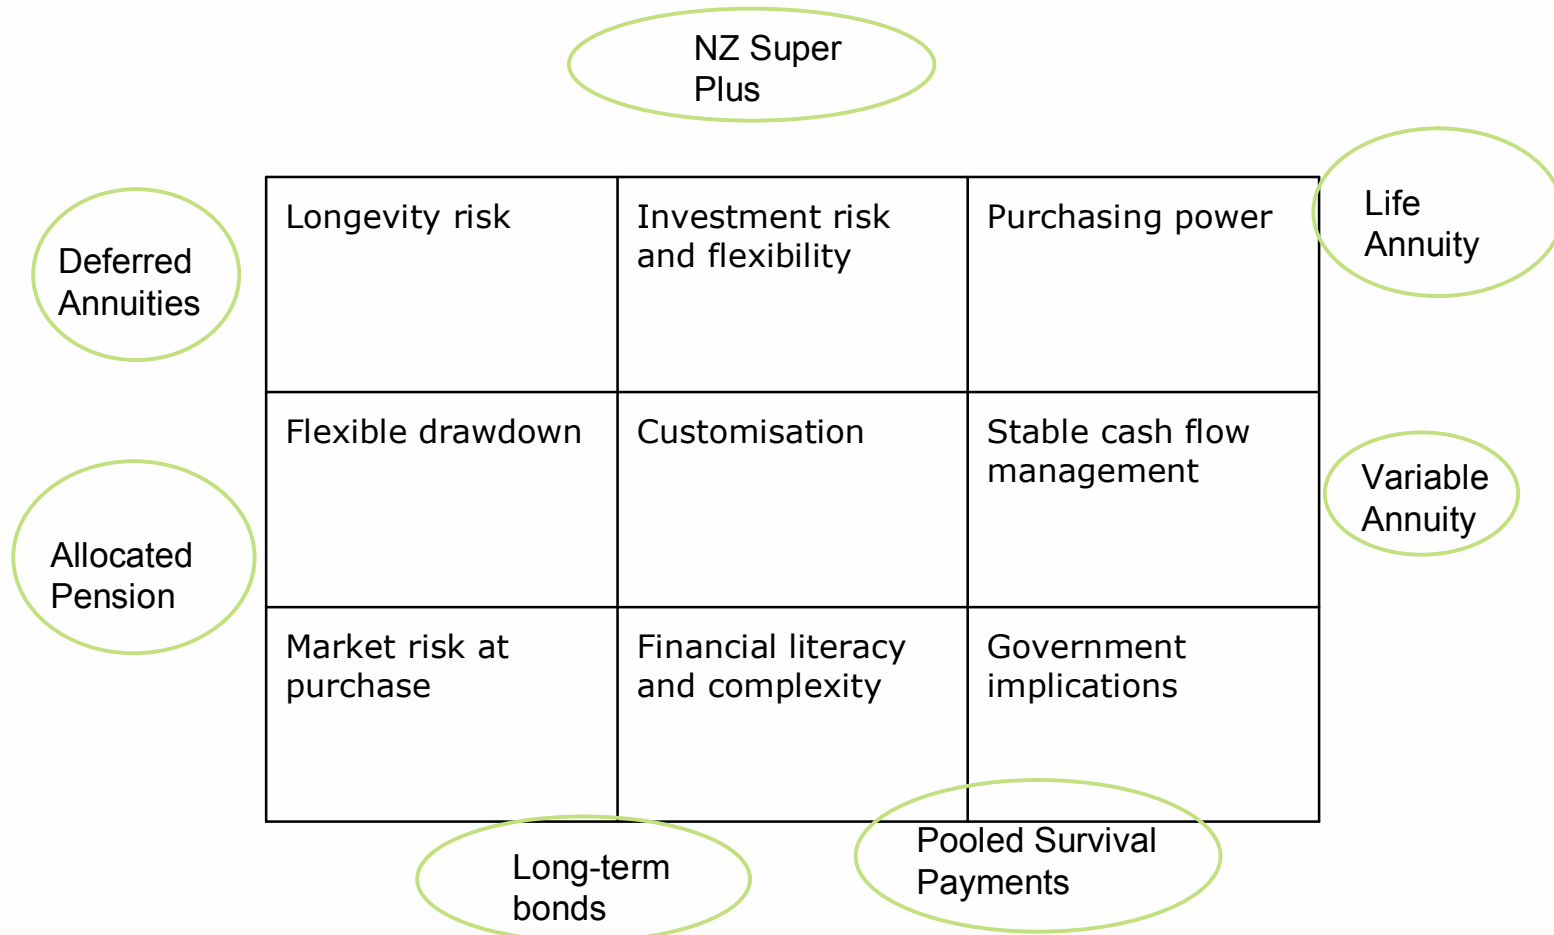 NZ Super
Plus
Life
Annuity
Deferred
Annuities
Longevity risk
Investment risk
and flexibility
Purchasing power
Flexible drawdown
Customisation
Stable cash flow
management
Variable
Annuity
Allocated
Pension
Market risk at
purchase
Financial literacy
and complexity
Government
implications
Long-term
bonds
Pooled Survival
Payments